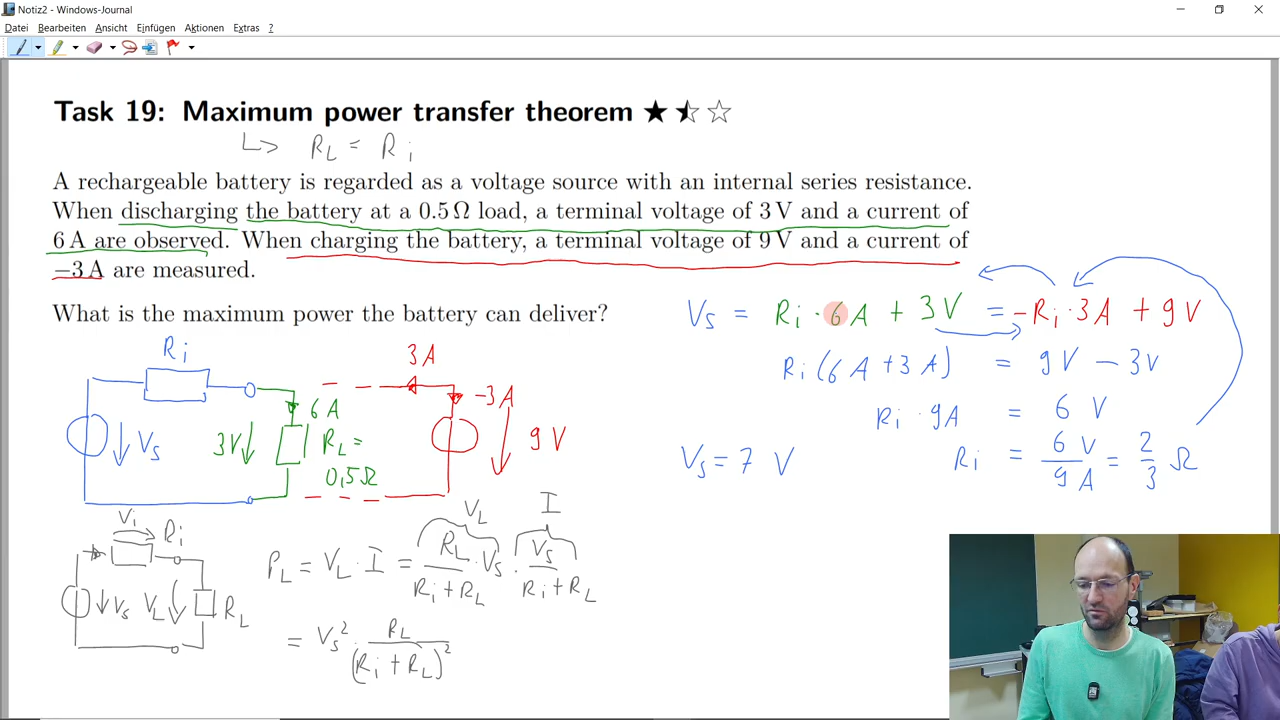 Notiz2 - Windows-Journal
Datei Bearbeiten Ansicht Einfügen Aktionen Extras ?
Task 19: Maximum power transfer theorem ★ ⯪ ☆
↳ R_L = R_i
A rechargeable battery is regarded as a voltage source with an internal series resistance.
When discharging the battery at a 0.5 Ω load, a terminal voltage of 3 V and a current of
6 A are observed. When charging the battery, a terminal voltage of 9 V and a current of
−3 A are measured.
What is the maximum power the battery can deliver?
V_s = R_i · 6 A + 3 V = -R_i · 3 A + 9 V
R_i (6 A + 3 A) = 9 V − 3 V
R_i · 9 A = 6 V
R_i = 6 V / 9 A = 2/3 Ω
V_s = 7 V
R_i
3 A
6 A
-3 A
V_s
3V
R_L =
0,5 Ω
9 V
V_i
R_i
V_s
V_L
R_L
V_L
I
P_L = V_L · I = R_L / (R_i + R_L) · V_s · V_s / (R_i + R_L)
= V_s² · R_L / (R_i + R_L)²